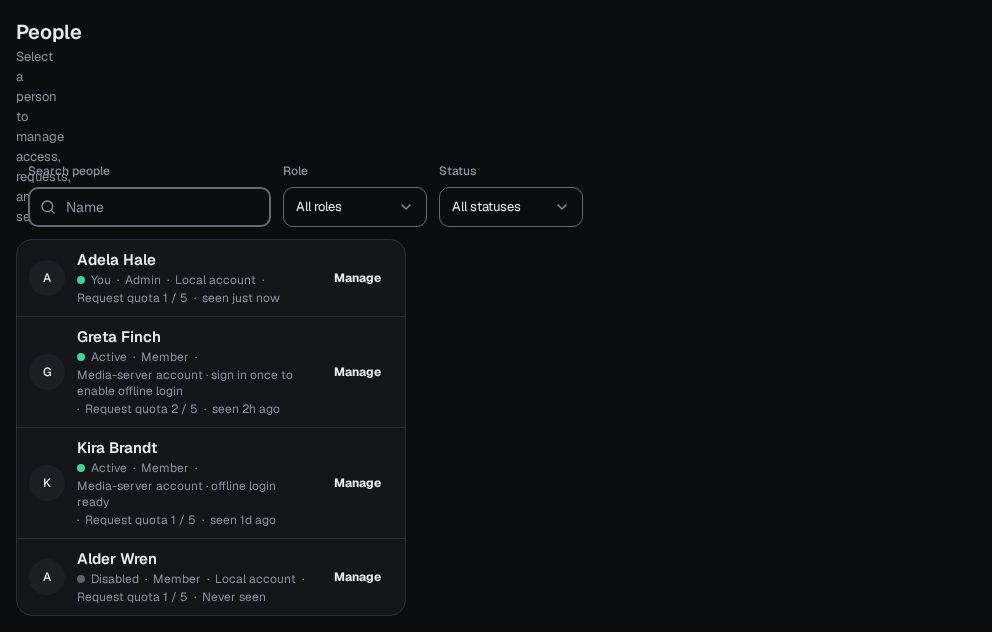 People
Select
a
person
to
manage
access,
requests,
Search people
Role
Status
Name
All roles
All statuses
A
Adela Hale
You · Admin · Local account ·
Request quota 1 / 5 · seen just now
Manage
G
Greta Finch
Active · Member ·
Media-server account · sign in once to
enable offline login
· Request quota 2 / 5 · seen 2h ago
Manage
K
Kira Brandt
Active · Member ·
Media-server account · offline login
ready
· Request quota 1 / 5 · seen 1d ago
Manage
A
Alder Wren
Disabled · Member · Local account ·
Request quota 1 / 5 · Never seen
Manage